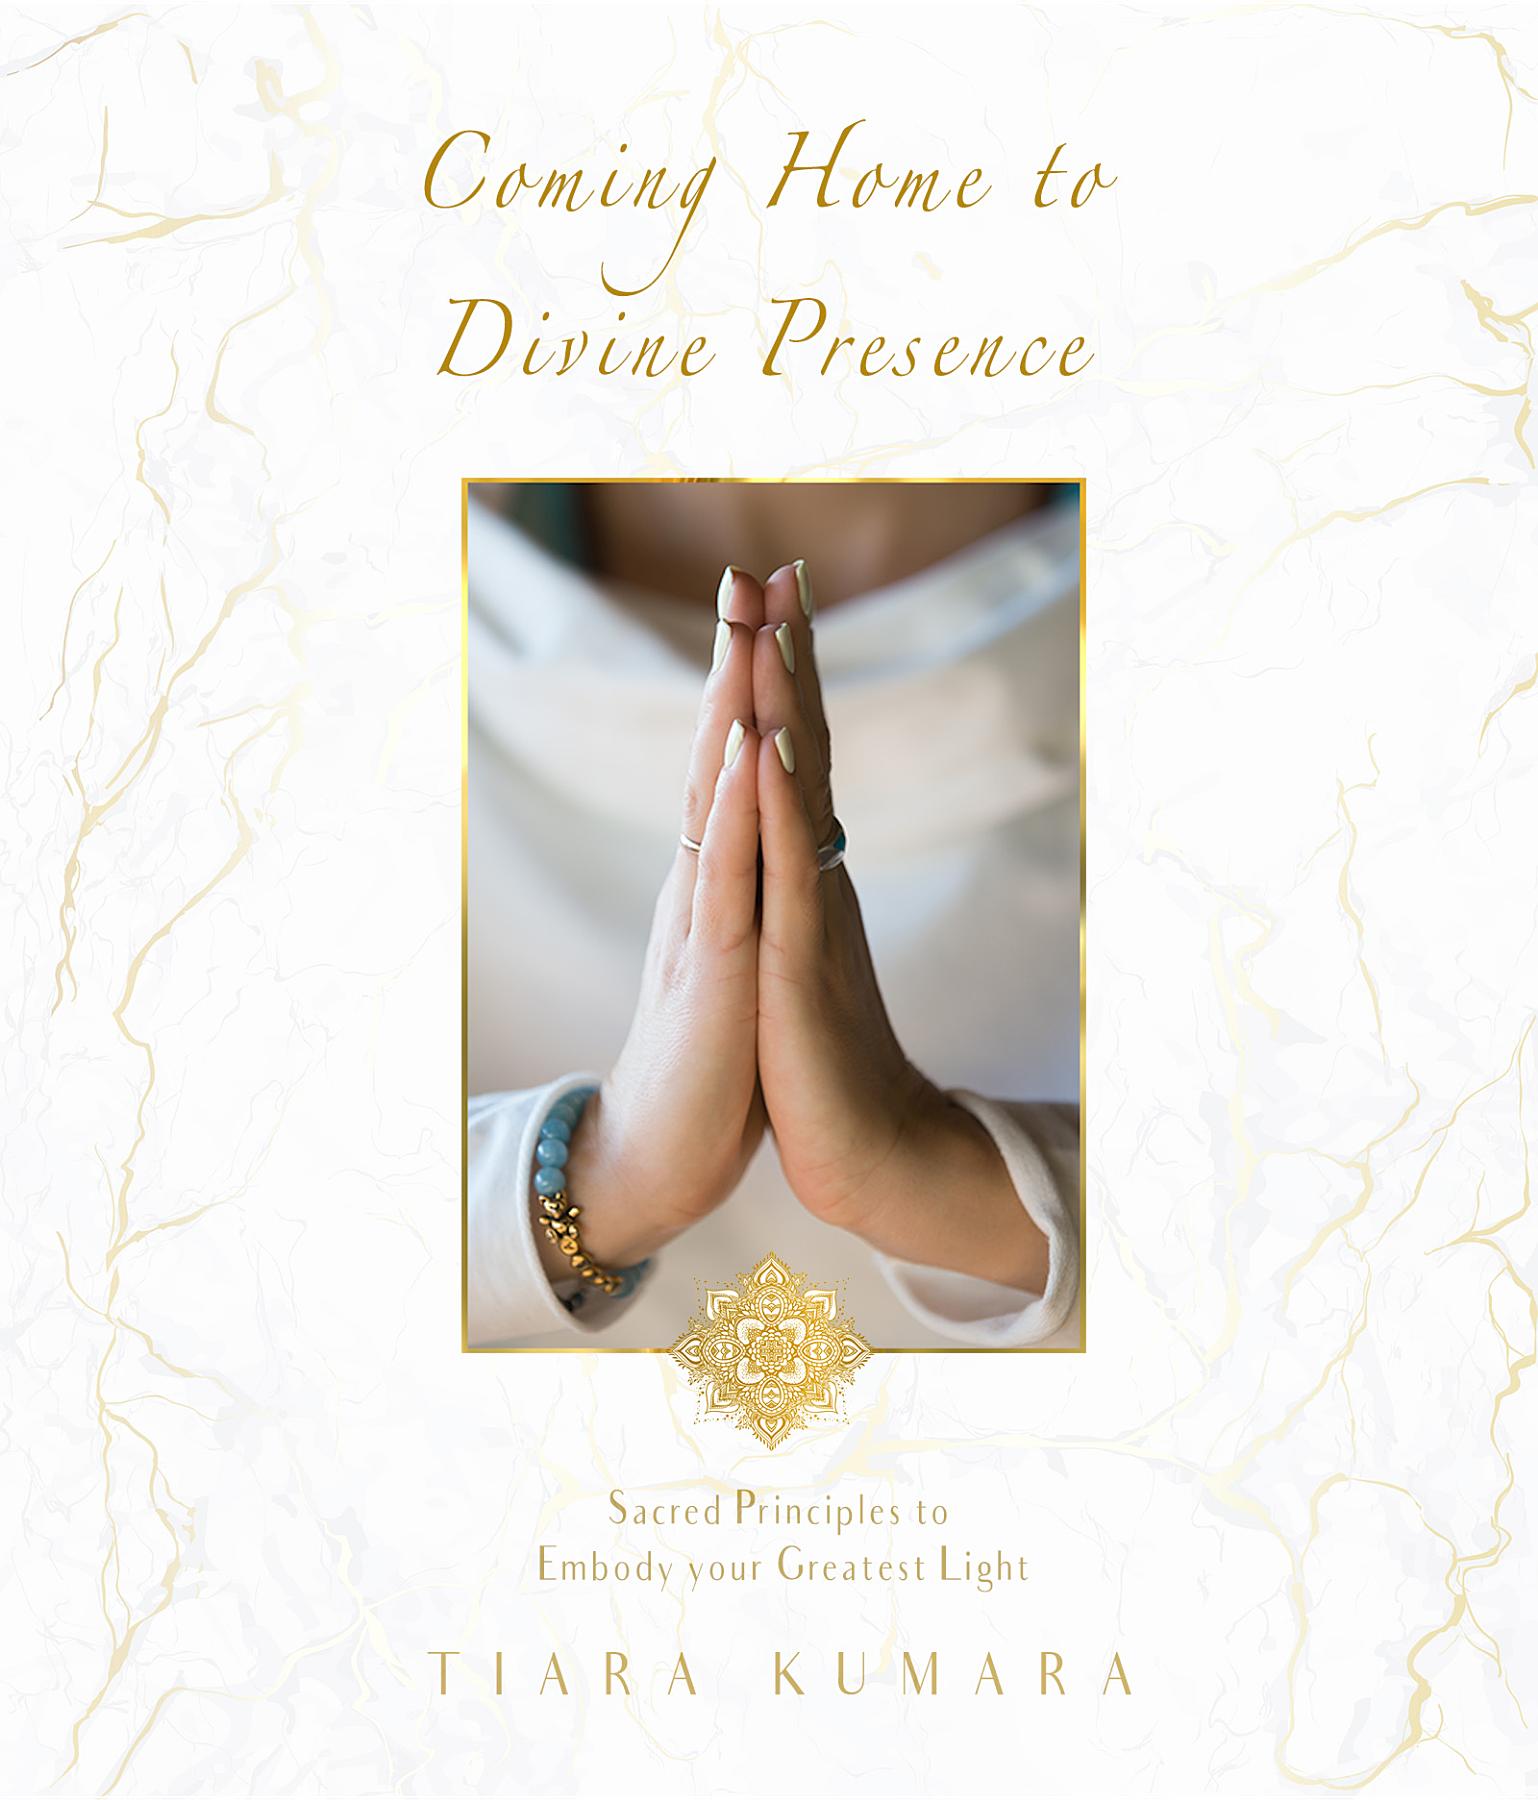 Coming Home to
Divine Presence
Sacred Principles to
Embody your Greatest Light
TIARA KUMARA